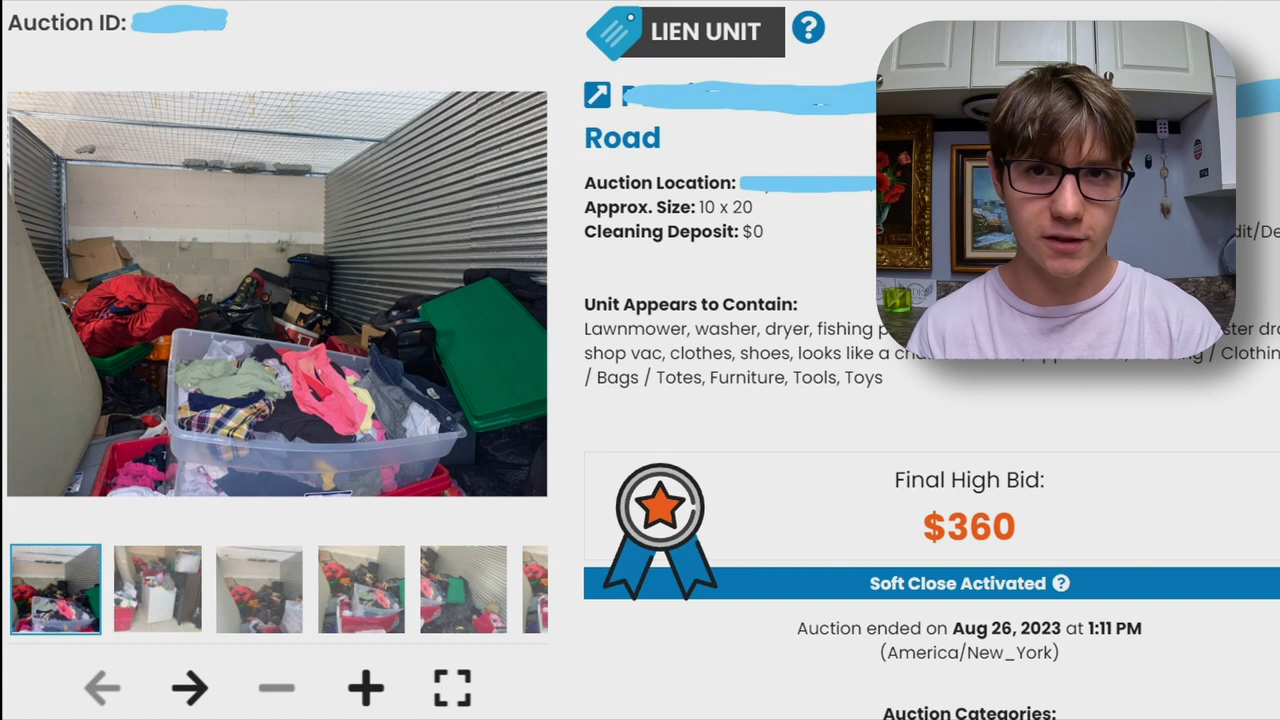 Auction ID:
LIEN UNIT
?
Road
Auction Location:
Approx. Size: 10 x 20
Cleaning Deposit: $0
Unit Appears to Contain:
Lawnmower, washer, dryer, fishing
shop vac, clothes, shoes, looks like a
/ Bags / Totes, Furniture, Tools, Toys
Final High Bid:
$360
Soft Close Activated ?
Auction ended on Aug 26, 2023 at 1:11 PM
(America/New_York)
Auction Categories: